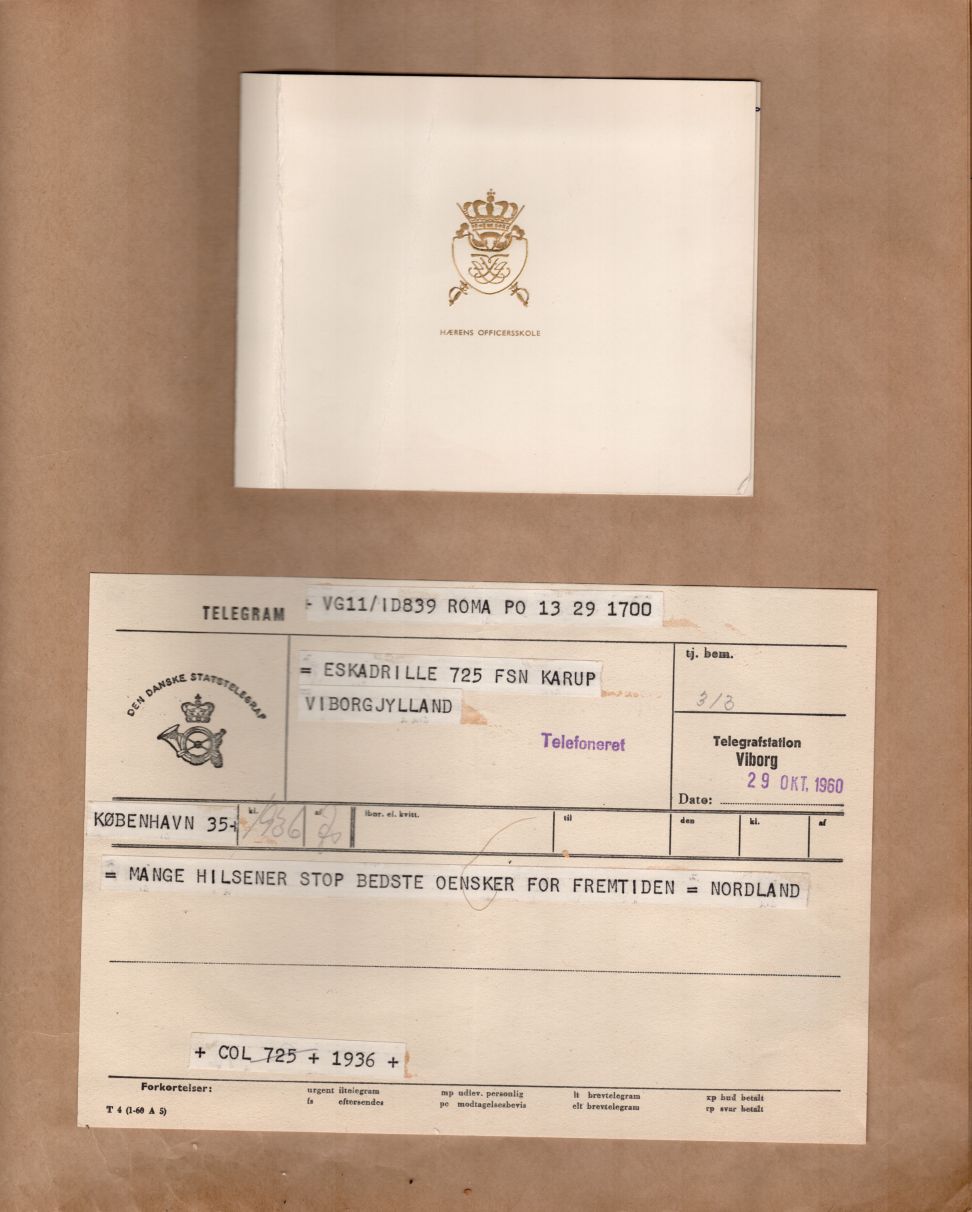 HÆRENS OFFICERSSKOLE
TELEGRAM
+ VG11/ID839 ROMA PO 13 29 1700
DEN DANSKE STATSTELEGRAF
= ESKADRILLE 725 FSN KARUP
VIBORGJYLLAND
Telefoneret
tj. bem.
3/3
Telegrafstation
Viborg
29 OKT. 1960
Date:
KØBENHAVN 35+
kl.
1936
af
lbnr. el. kvitt.
til
den
kl.
af
= MANGE HILSENER STOP BEDSTE OENSKER FOR FREMTIDEN = NORDLAND
+ COL 725 + 1936 +
Forkortelser:
urgent iltelegram
fs eftersendes
mp udlev. personlig
pc modtagelsesbevis
lt brevtelegram
elt brevtelegram
xp bud betalt
rp svar betalt
T 4 (1-60 A 5)